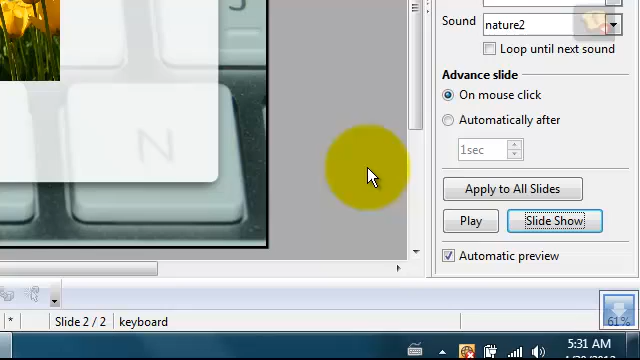 Sound
nature2
Loop until next sound
Advance slide
On mouse click
Automatically after
1sec
N
Apply to All Slides
Play
Slide Show
Automatic preview
*
Slide 2 / 2
keyboard
61%
5:31 AM